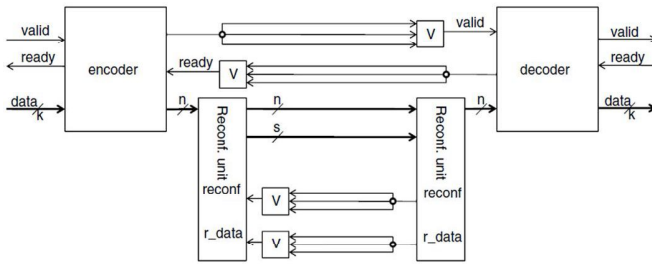 valid
ready
data
k
encoder
V
valid
ready
V
decoder
valid
ready
data
k
n
n
s
n
Reconf. unit
reconf
r_data
V
V
Reconf. unit
reconf
r_data